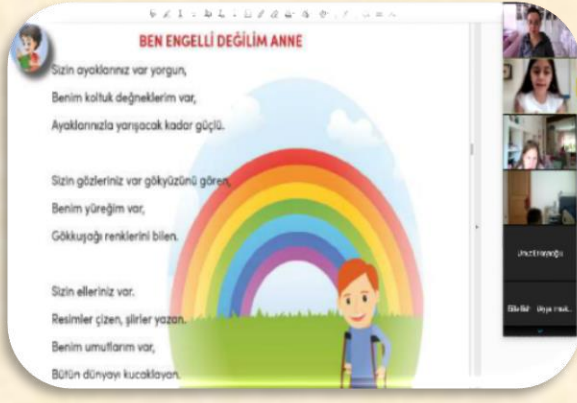 BEN ENGELLİ DEĞİLİM ANNE
Sizin ayaklarınız var yorgun,
Benim koltuk değneklerim var,
Ayaklarınızla yarışacak kadar güçlü.
Sizin gözleriniz var gökyüzünü gören,
Benim yüreğim var,
Gökkuşağı renklerini bilen.
Sizin elleriniz var.
Resimler çizen, şiirler yazan.
Benim umutlarım var,
Bütün dünyayı kucaklayan.